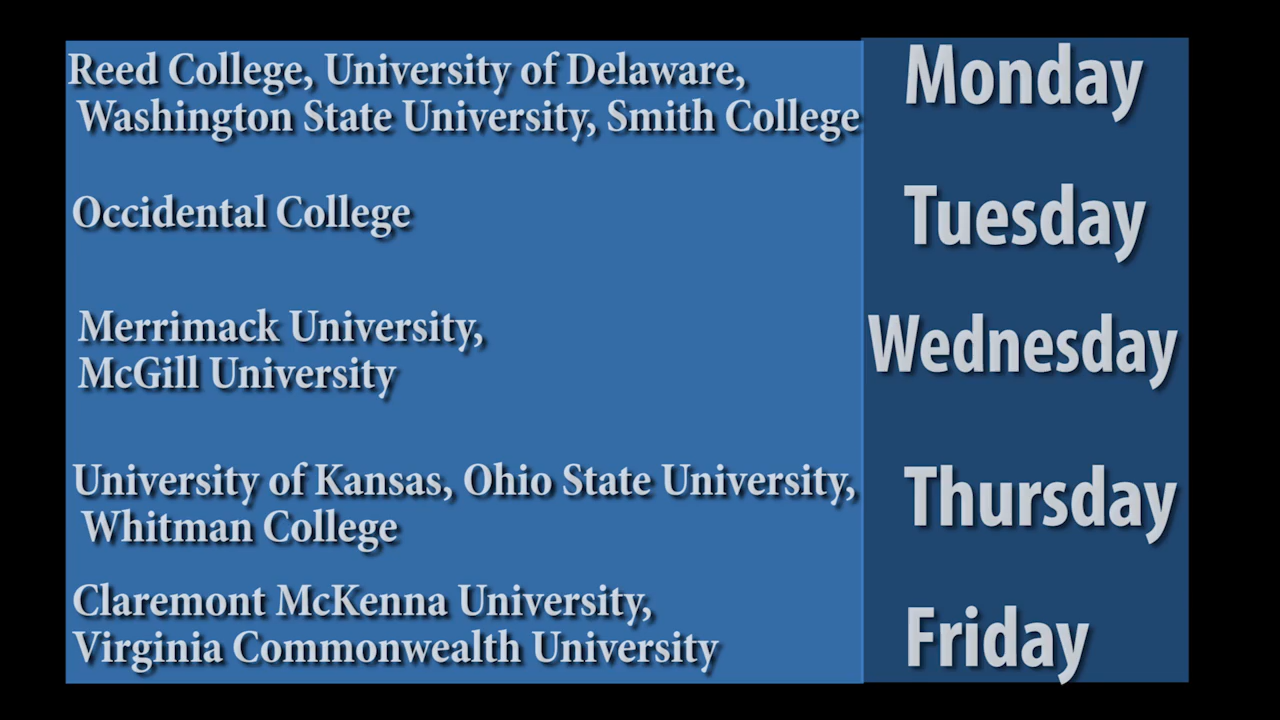 Reed College, University of Delaware,
Washington State University, Smith College
Monday
Occidental College
Tuesday
Merrimack University,
McGill University
Wednesday
University of Kansas, Ohio State University,
Whitman College
Thursday
Claremont McKenna University,
Virginia Commonwealth University
Friday